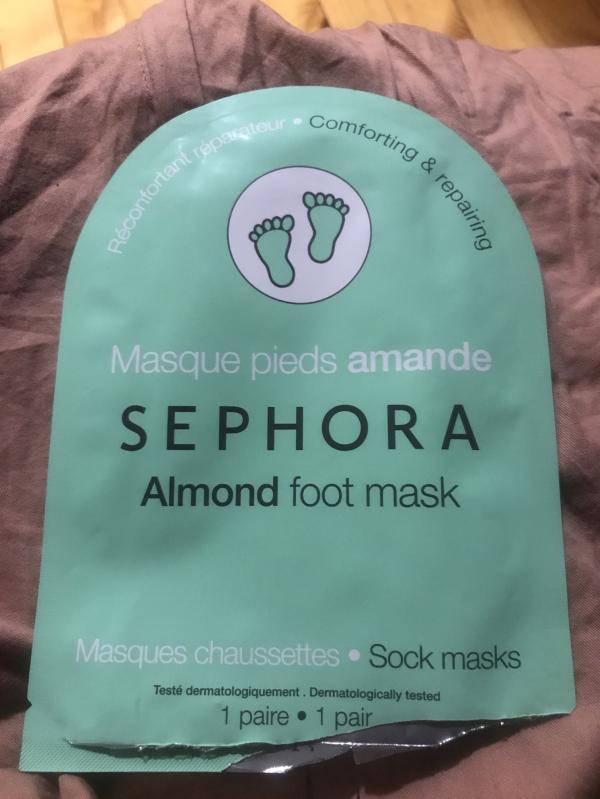 Réconfortant réparateur • Comforting & repairing
Masque pieds amande
SEPHORA
Almond foot mask
Masques chaussettes • Sock masks
Testé dermatologiquement . Dermatologically tested
1 paire • 1 pair